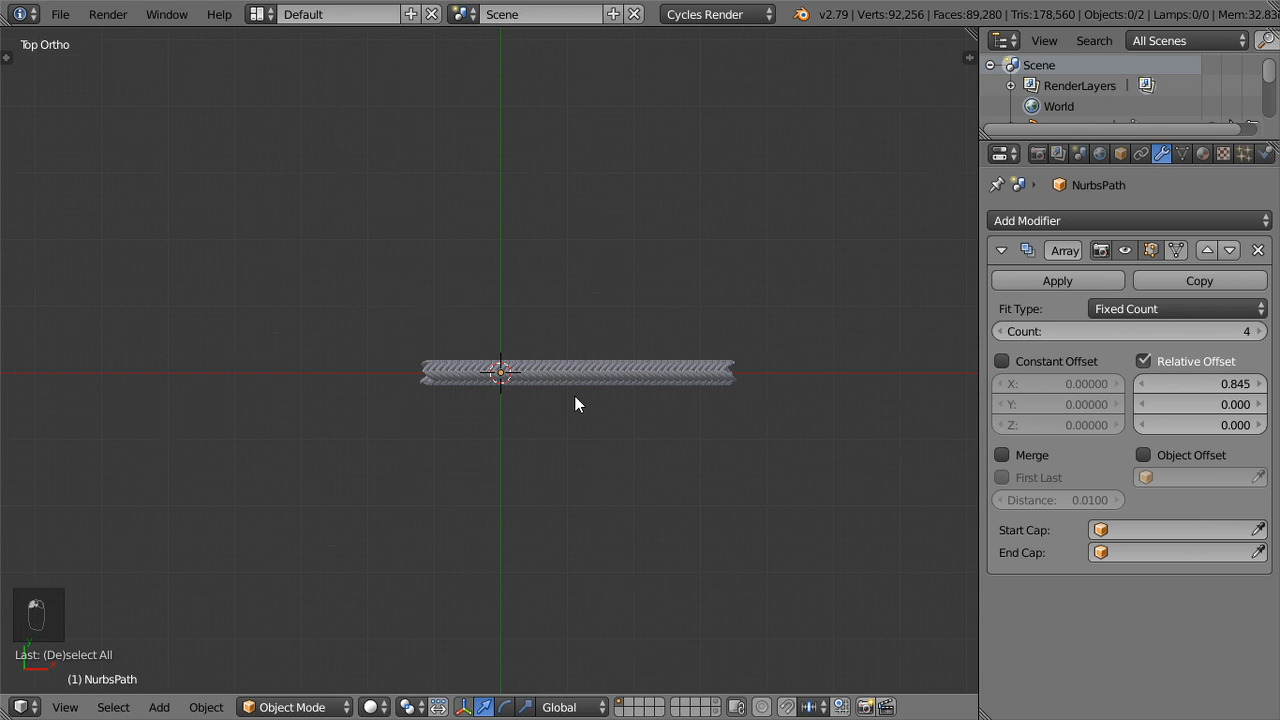 File Render Window Help Default Scene Cycles Render v2.79 | Verts:92,256 | Faces:89,280 | Tris:178,560 | Objects:0/2 | Lamps:0/0 | Mem:32.83
Top Ortho
View Search All Scenes
Scene
RenderLayers |
World
NurbsPath
Add Modifier
Array
Apply Copy
Fit Type: Fixed Count
Count: 4
Constant Offset Relative Offset
X: 0.00000 0.845
Y: 0.00000 0.000
Z: 0.00000 0.000
Merge Object Offset
First Last
Distance: 0.0100
Start Cap:
End Cap:
Last: (De)select All
(1) NurbsPath
View Select Add Object Object Mode Global